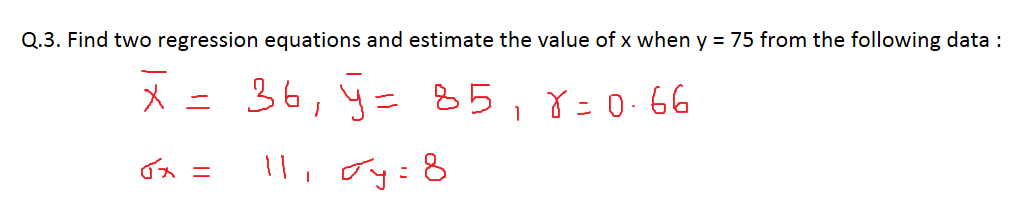 Q.3. Find two regression equations and estimate the value of x when y = 75 from the following data :
x̅ = 36, y̅ = 85, r = 0.66
σx = 11, σy = 8